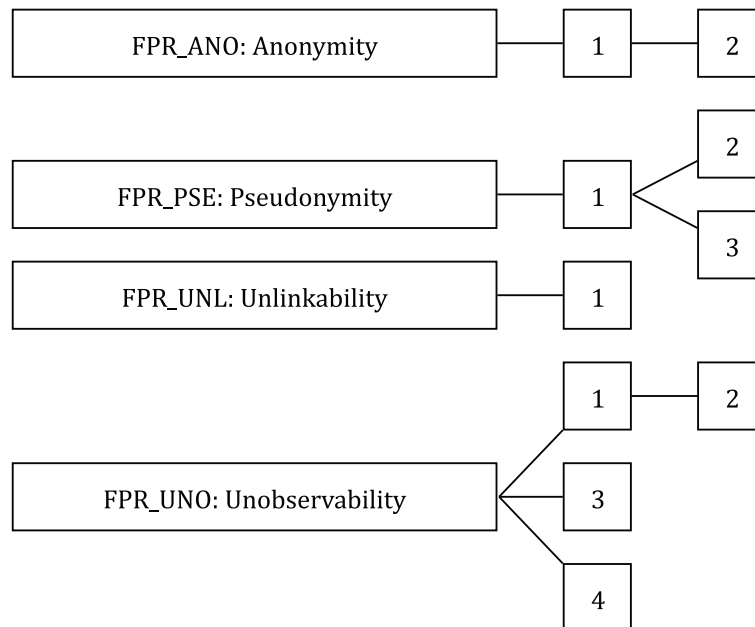 FPR_ANO: Anonymity 1 2
2
FPR_PSE: Pseudonymity 1
3
FPR_UNL: Unlinkability 1
1 2
FPR_UNO: Unobservability 3
4